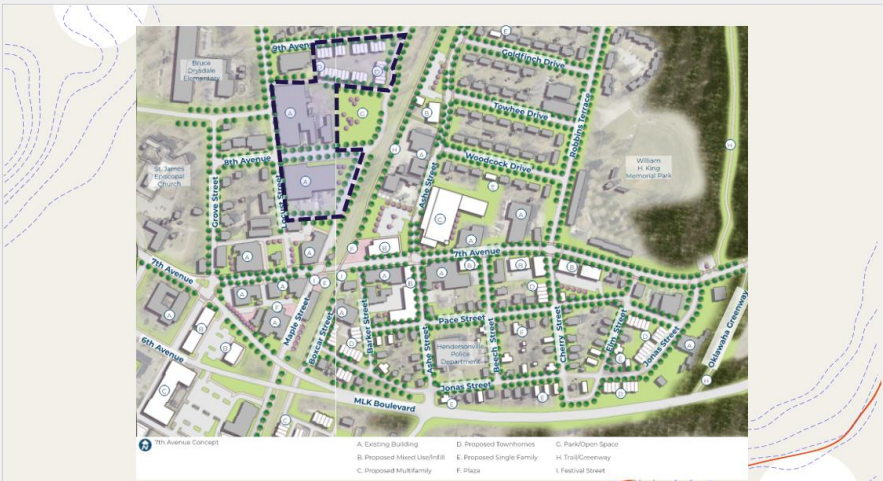 9th Avenue
E
Goldfinch Drive
Bruce
Drysdale
Elementary
D
D
Towhee Drive
A
G
B
Robbins Terrace
H
H
8th Avenue
A
Woodcock Drive
St. James
Episcopal
Church
William
H. King
Memorial Park
Grove Street
A
Ashe Street
E
C
A
A
7th Avenue
A
A
F
B
B
B
B
7th Avenue
I
E
I
A
A
B
A
A
A
F
A
A
Maple Street
Boxcar Street
Barker Street
D
Pace Street
D
Ashe Street
Hendersonville
Police
Department
Beech Street
E
Cherry Street
Elm Street
D
E
Jonas Street
A
Oklawaha Greenway
H
B
B
6th Avenue
C
Jonas Street
MLK Boulevard
E
E
D
C
7th Avenue Concept
A. Existing Building
B. Proposed Mixed Use/Infill
C. Proposed Multifamily
D. Proposed Townhomes
E. Proposed Single-Family
F. Plaza
G. Park/Open Space
H. Trail/Greenway
I. Festival Street